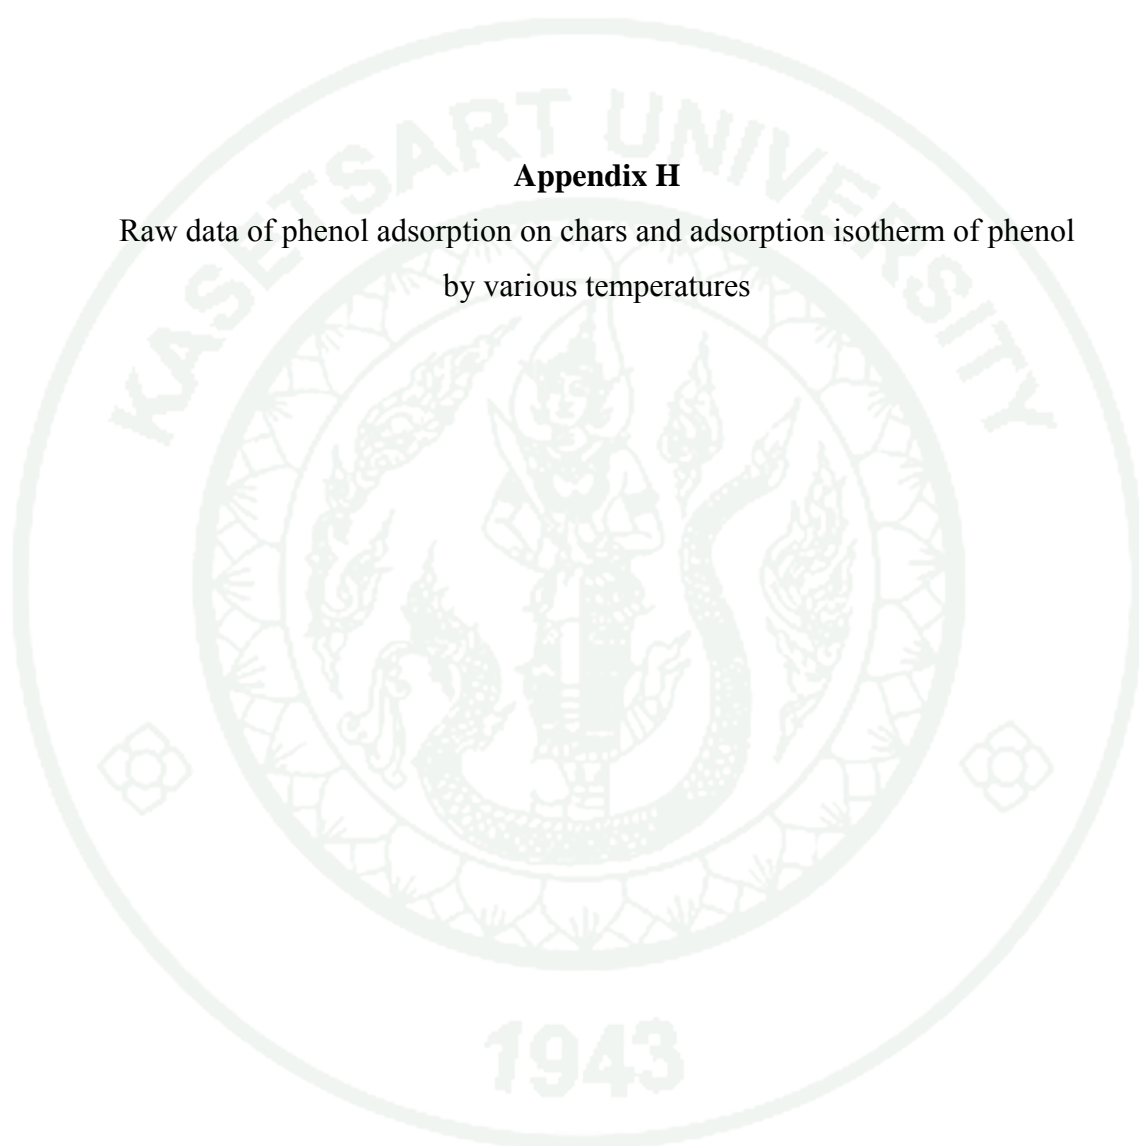 KASETSART UNIVERSITY
Appendix H
Raw data of phenol adsorption on chars and adsorption isotherm of phenol
by various temperatures
1943